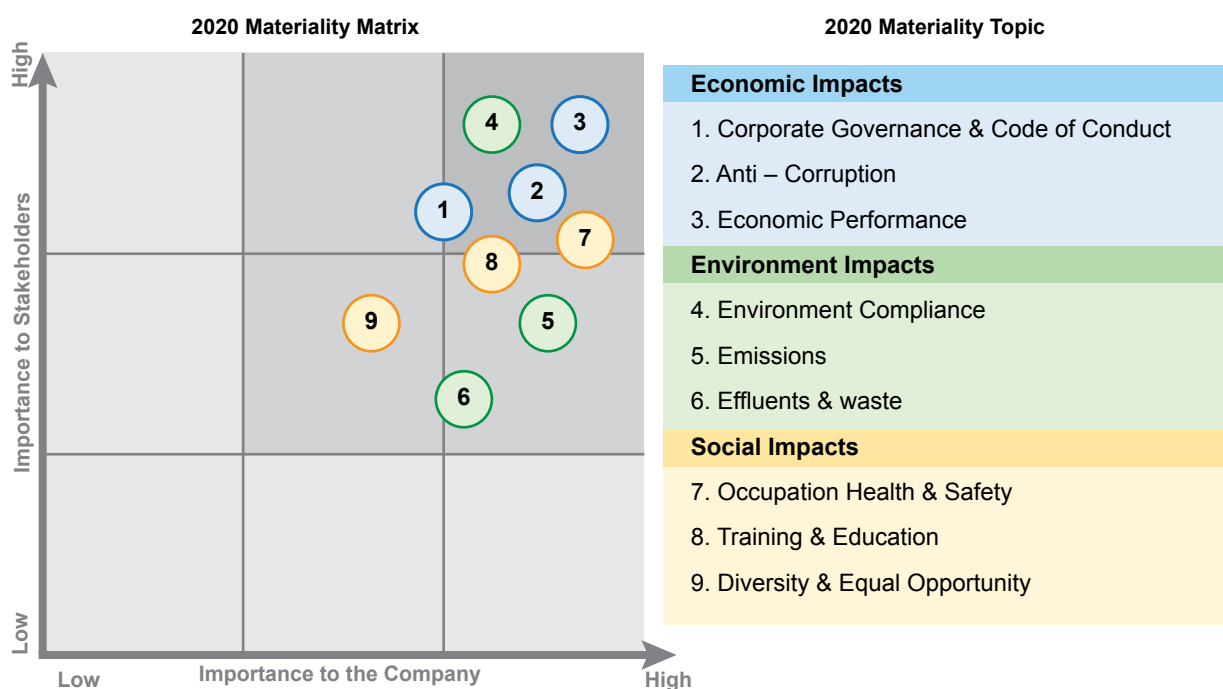 2020 Materiality Matrix
High
Importance to Stakeholders
Low
4
3
2
1
7
8
9
5
6
Low
Importance to the Company
High
2020 Materiality Topic
Economic Impacts
1. Corporate Governance & Code of Conduct
2. Anti – Corruption
3. Economic Performance
Environment Impacts
4. Environment Compliance
5. Emissions
6. Effluents & waste
Social Impacts
7. Occupation Health & Safety
8. Training & Education
9. Diversity & Equal Opportunity